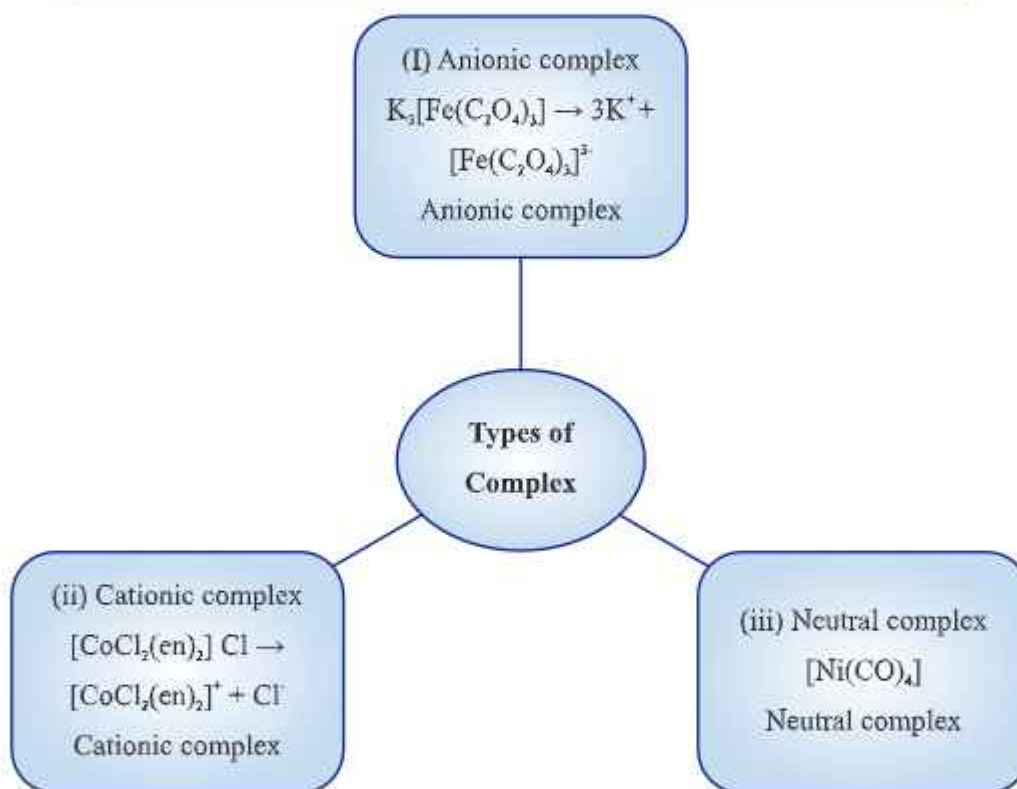 (I) Anionic complex
K₃[Fe(C₂O₄)₃] → 3K⁺ +
[Fe(C₂O₄)₃]³⁻
Anionic complex
Types of
Complex
(ii) Cationic complex
[CoCl₂(en)₂] Cl →
[CoCl₂(en)₂]⁺ + Cl⁻
Cationic complex
(iii) Neutral complex
[Ni(CO)₄]
Neutral complex